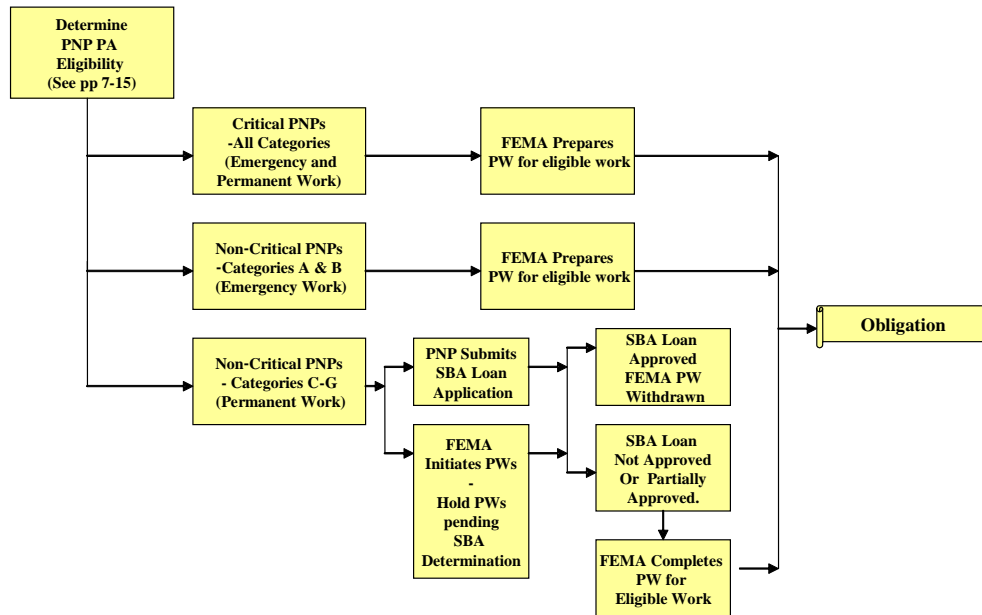 Determine
PNP PA
Eligibility
(See pp 7-15)
Critical PNPs
-All Categories
(Emergency and
Permanent Work)
FEMA Prepares
PW for eligible work
Non-Critical PNPs
-Categories A & B
(Emergency Work)
FEMA Prepares
PW for eligible work
Non-Critical PNPs
- Categories C-G
(Permanent Work)
PNP Submits
SBA Loan
Application
FEMA
Initiates PWs
-
Hold PWs
pending
SBA
Determination
SBA Loan
Approved
FEMA PW
Withdrawn
SBA Loan
Not Approved
Or Partially
Approved.
FEMA Completes
PW for
Eligible Work
Obligation